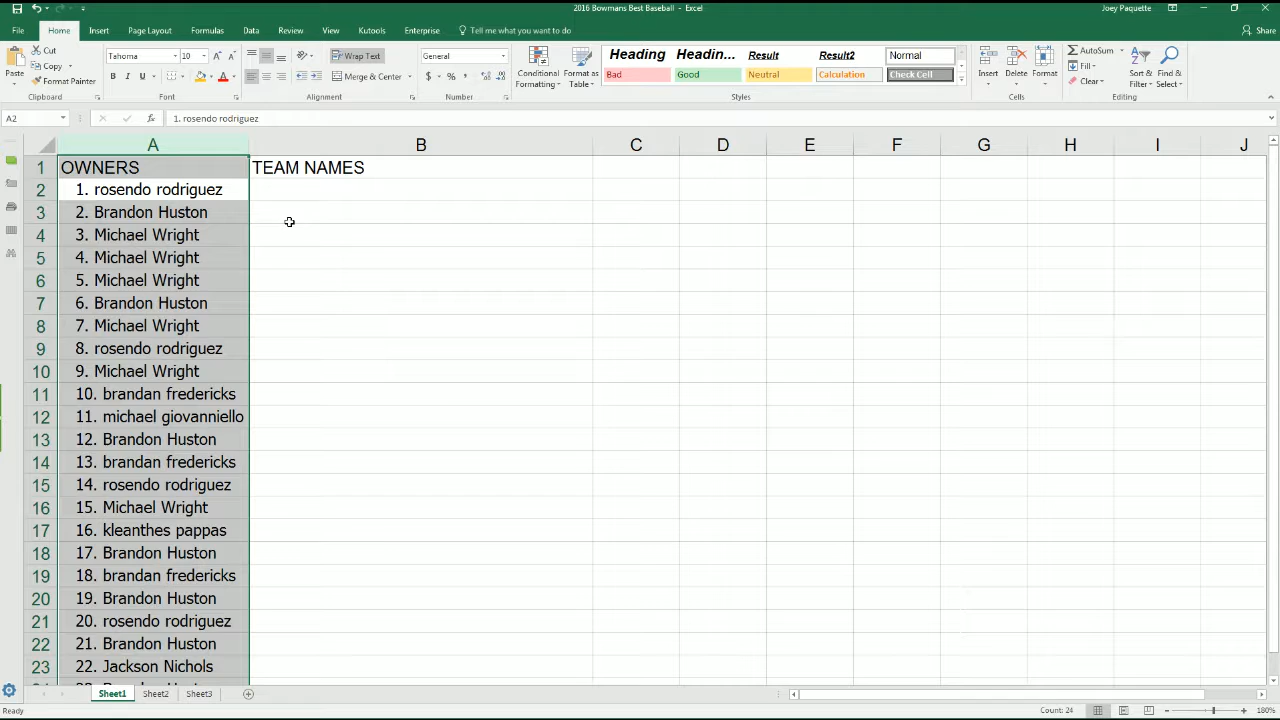 2016 Bowmans Best Baseball - Excel
Joey Paquette
File Home Insert Page Layout Formulas Data Review View Kutools Enterprise Tell me what you want to do Share
Paste Cut Copy Format Painter Clipboard
Tahoma 10 B I U A Font
Wrap Text Merge & Center Alignment
General $ % , Number
Conditional Formatting Format as Table
Heading Headin... Result Result2 Normal
Bad Good Neutral Calculation Check Cell
Styles
Insert Delete Format Cells
AutoSum Fill Clear Sort & Filter Find & Select Editing
A2 fx 1. rosendo rodriguez
A B C D E F G H I J
1 OWNERS TEAM NAMES
2 1. rosendo rodriguez
3 2. Brandon Huston
4 3. Michael Wright
5 4. Michael Wright
6 5. Michael Wright
7 6. Brandon Huston
8 7. Michael Wright
9 8. rosendo rodriguez
10 9. Michael Wright
11 10. brandan fredericks
12 11. michael giovanniello
13 12. Brandon Huston
14 13. brandan fredericks
15 14. rosendo rodriguez
16 15. Michael Wright
17 16. kleanthes pappas
18 17. Brandon Huston
19 18. brandan fredericks
20 19. Brandon Huston
21 20. rosendo rodriguez
22 21. Brandon Huston
23 22. Jackson Nichols
Sheet1 Sheet2 Sheet3
Ready Count: 24 180%